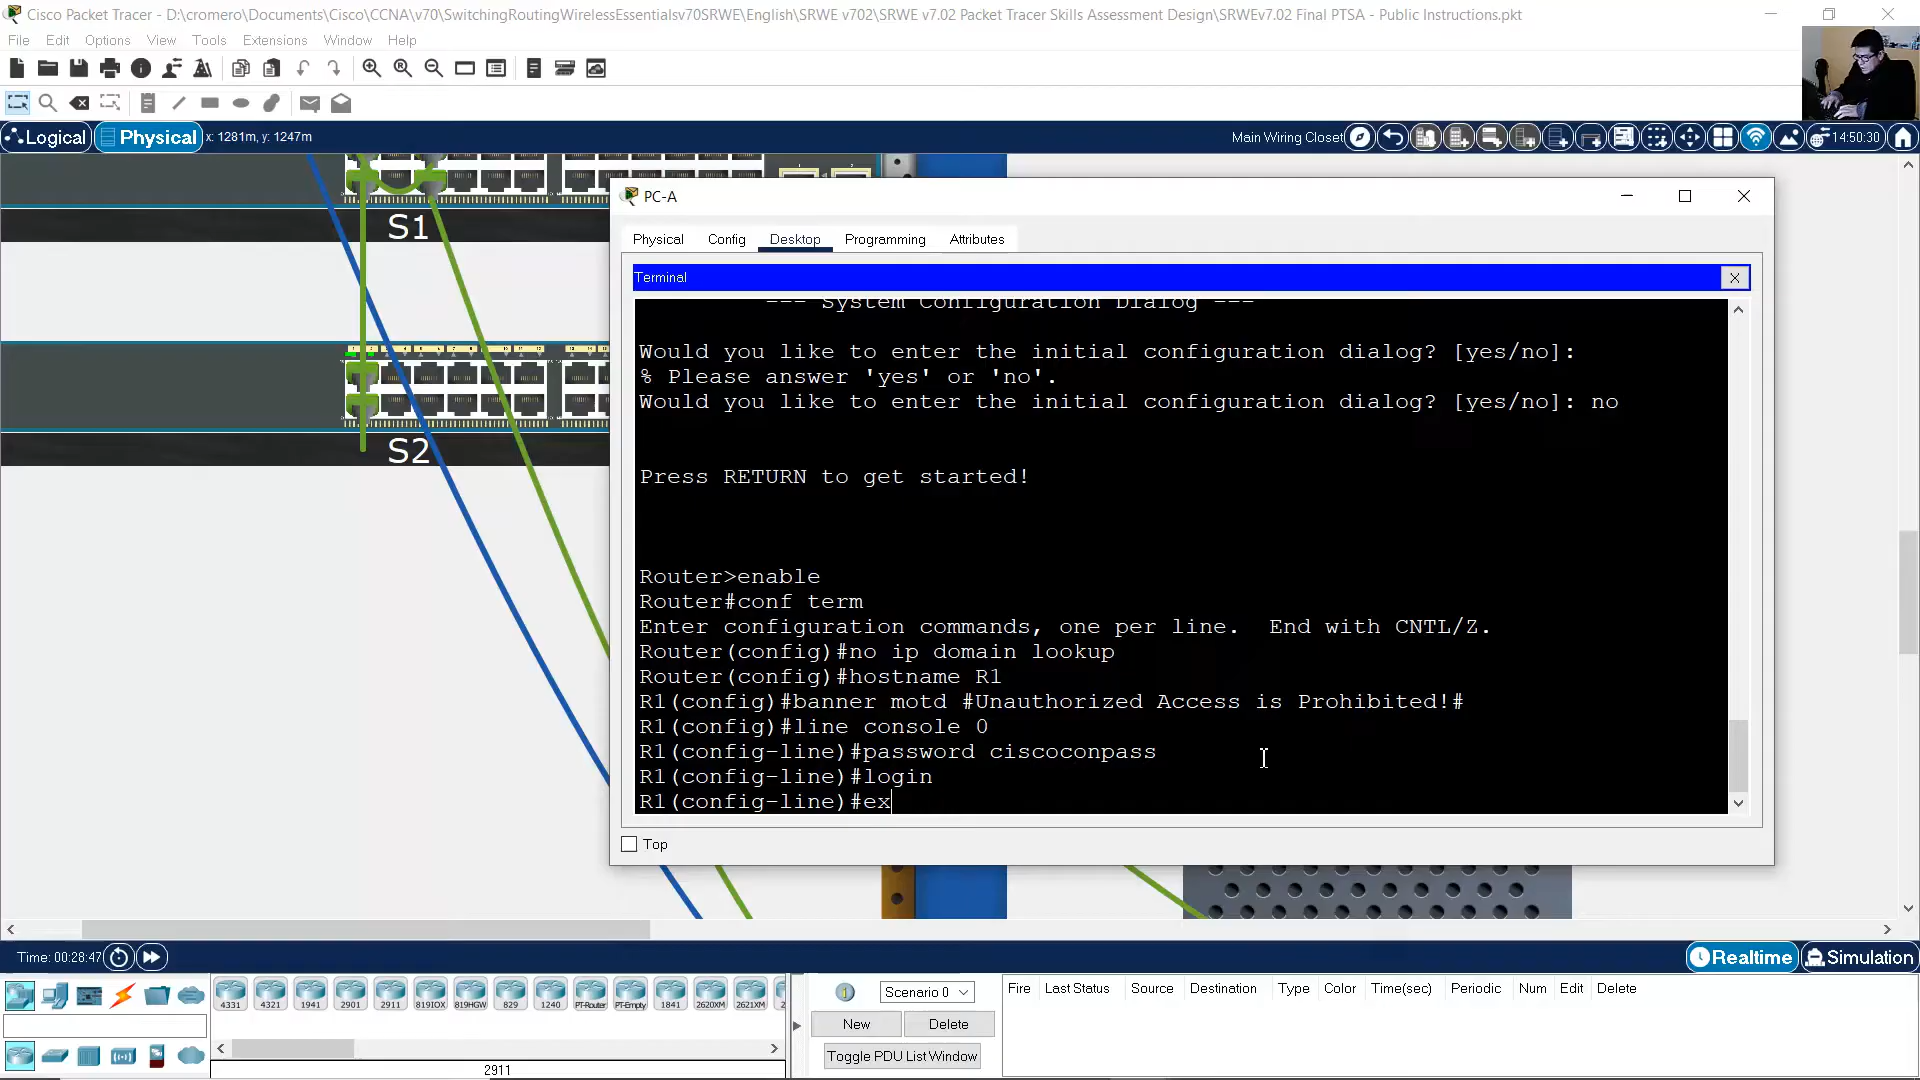 Cisco Packet Tracer - D:\cromero\Documents\Cisco\CCNA\v70\SwitchingRoutingWirelessEssentialsv70SRWE\English\SRWE v702\SRWE v7.02 Packet Tracer Skills Assessment Design\SRWEv7.02 Final PTSA - Public Instructions.pkt
File Edit Options View Tools Extensions Window Help
Logical Physical x: 1281m, y: 1247m Main Wiring Closet 14:50:30
S1
S2
PC-A
Physical Config Desktop Programming Attributes
Terminal X
--- System Configuration Dialog ---
Would you like to enter the initial configuration dialog? [yes/no]:
% Please answer 'yes' or 'no'.
Would you like to enter the initial configuration dialog? [yes/no]: no
Press RETURN to get started!
Router>enable
Router#conf term
Enter configuration commands, one per line.  End with CNTL/Z.
Router(config)#no ip domain lookup
Router(config)#hostname R1
R1(config)#banner motd #Unauthorized Access is Prohibited!#
R1(config)#line console 0
R1(config-line)#password ciscoconpass
R1(config-line)#login
R1(config-line)#ex
Top
Time: 00:28:47 Realtime Simulation
4331 4321 1941 2901 2911 819IOX 819HGW 829 1240 PT-Router PT-Empty 1841 2620XM 2621XM
2911
Scenario 0
New Delete
Toggle PDU List Window
Fire Last Status Source Destination Type Color Time(sec) Periodic Num Edit Delete